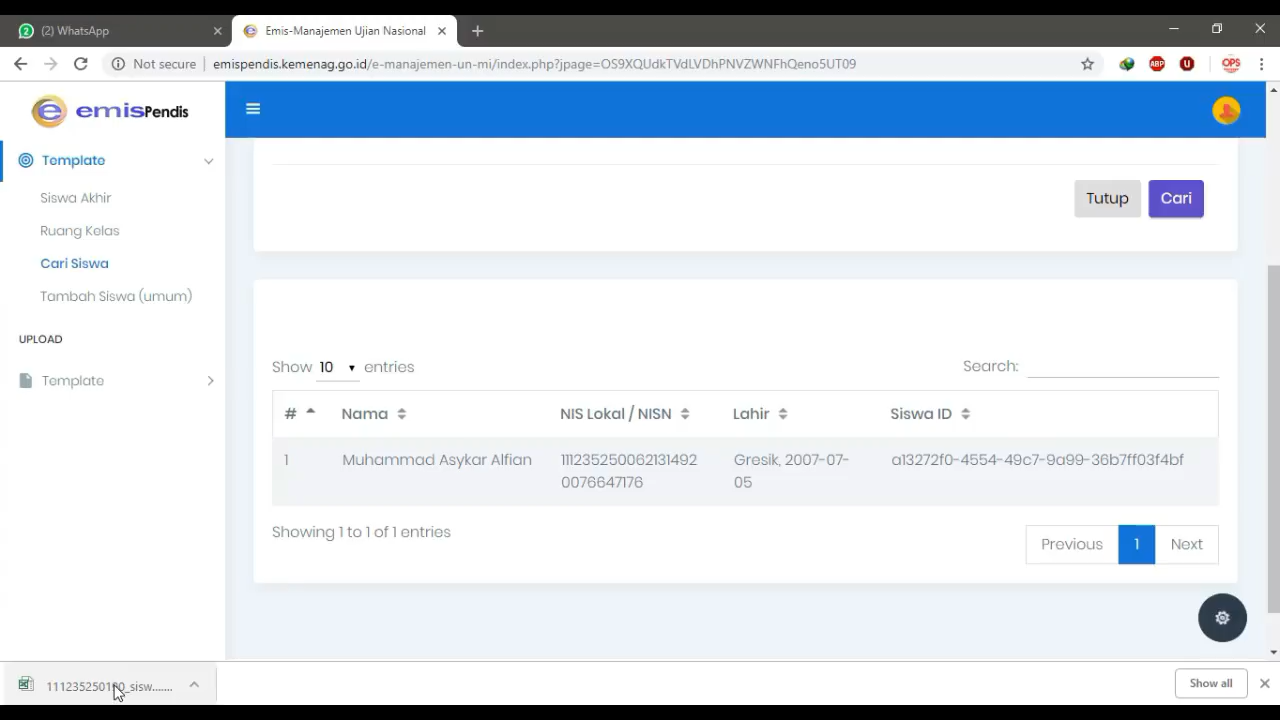 (2) WhatsApp
Emis-Manajemen Ujian Nasional
Not secure
emispendis.kemenag.go.id/e-manajemen-un-mi/index.php?jpage=OS9XQUdkTVdLVDhPNVZWNFhQeno5UT09
ABP
OPS
emisPendis
Template
Siswa Akhir
Ruang Kelas
Cari Siswa
Tambah Siswa (umum)
UPLOAD
Template
Tutup
Cari
Show 10 entries
Search:
# Nama NIS Lokal / NISN Lahir Siswa ID
1 Muhammad Asykar Alfian 111235250062131492 Gresik, 2007-07- a13272f0-4554-49c7-9a99-36b7ff03f4bf
0076647176 05
Showing 1 to 1 of 1 entries
Previous 1 Next
Show all